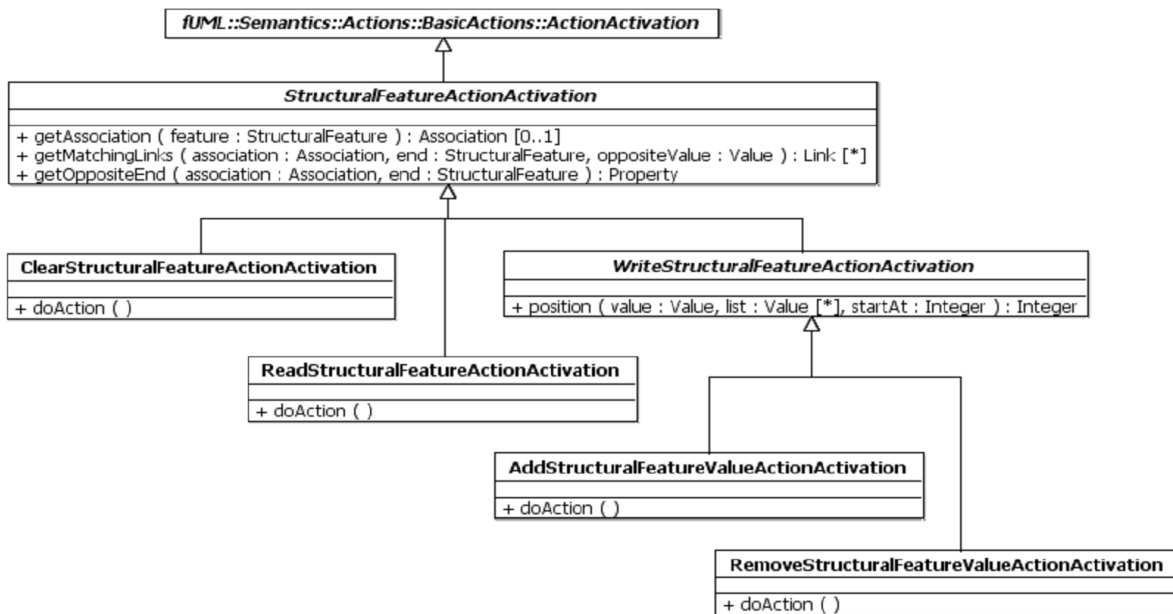 fUML::Semantics::Actions::BasicActions::ActionActivation
StructuralFeatureActionActivation
+ getAssociation ( feature : StructuralFeature ) : Association [0..1]
+ getMatchingLinks ( association : Association, end : StructuralFeature, oppositeValue : Value ) : Link [*]
+ getOppositeEnd ( association : Association, end : StructuralFeature ) : Property
ClearStructuralFeatureActionActivation
+ doAction ( )
WriteStructuralFeatureActionActivation
+ position ( value : Value, list : Value [*], startAt : Integer ) : Integer
ReadStructuralFeatureActionActivation
+ doAction ( )
AddStructuralFeatureValueActionActivation
+ doAction ( )
RemoveStructuralFeatureValueActionActivation
+ doAction ( )